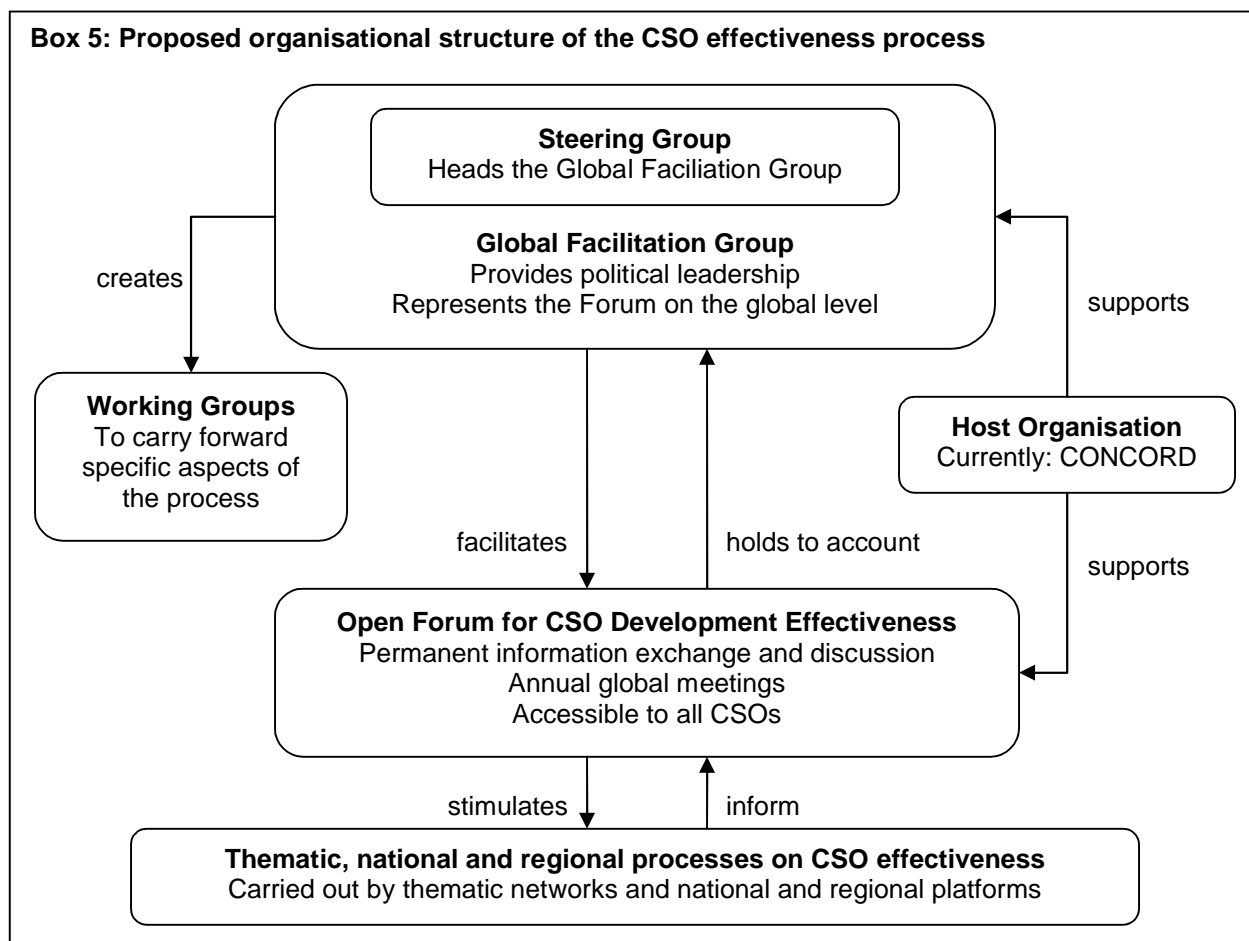 Box 5: Proposed organisational structure of the CSO effectiveness process
Steering Group
Heads the Global Faciliation Group
Global Facilitation Group
Provides political leadership
Represents the Forum on the global level
creates
supports
Working Groups
To carry forward
specific aspects of
the process
Host Organisation
Currently: CONCORD
facilitates
holds to account
supports
Open Forum for CSO Development Effectiveness
Permanent information exchange and discussion
Annual global meetings
Accessible to all CSOs
stimulates
inform
Thematic, national and regional processes on CSO effectiveness
Carried out by thematic networks and national and regional platforms